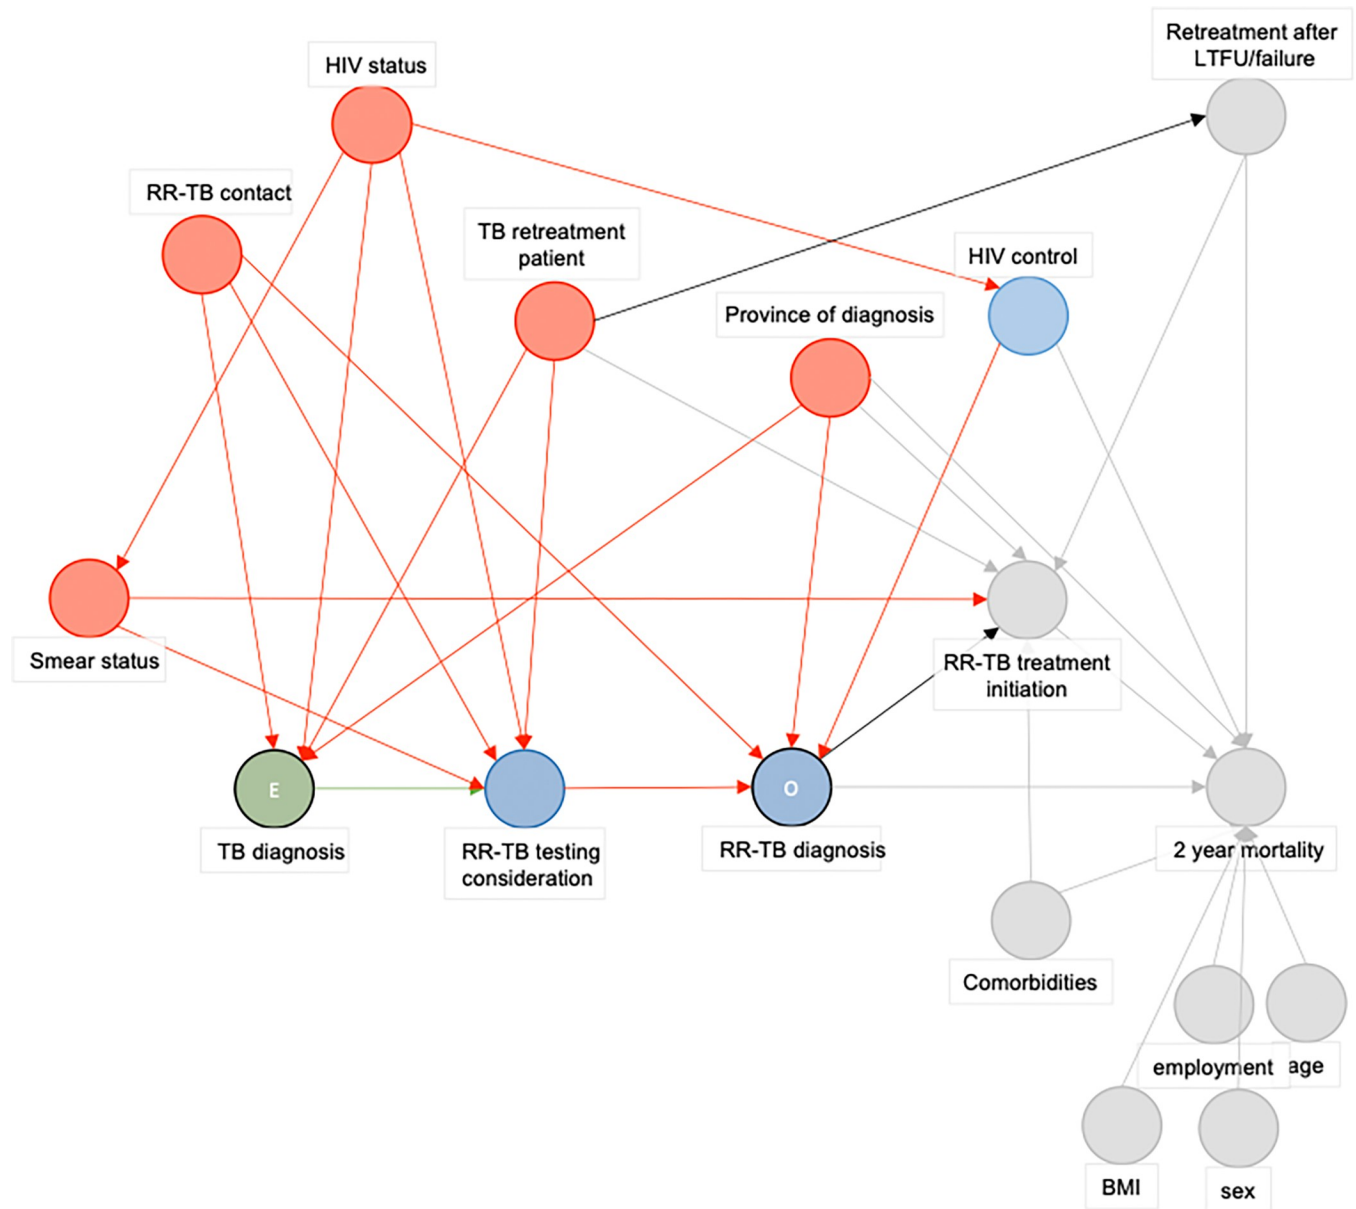 Retreatment after
LTFU/failure
HIV status
RR-TB contact
TB retreatment
patient
HIV control
Province of diagnosis
Smear status
RR-TB treatment
initiation
E
O
TB diagnosis
RR-TB testing
consideration
RR-TB diagnosis
2 year mortality
Comorbidities
employment
age
BMI
sex